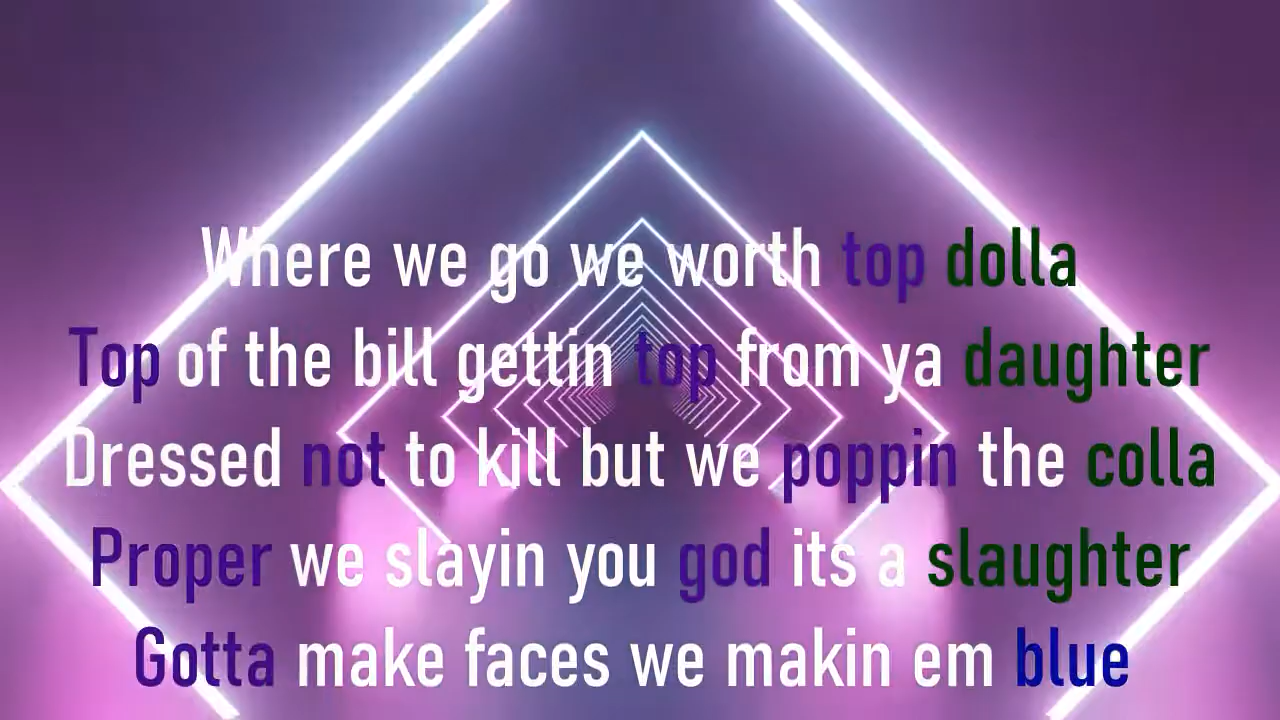 Where we go we worth top dolla
Top of the bill gettin top from ya daughter
Dressed not to kill but we poppin the colla
Proper we slayin you god its a slaughter
Gotta make faces we makin em blue